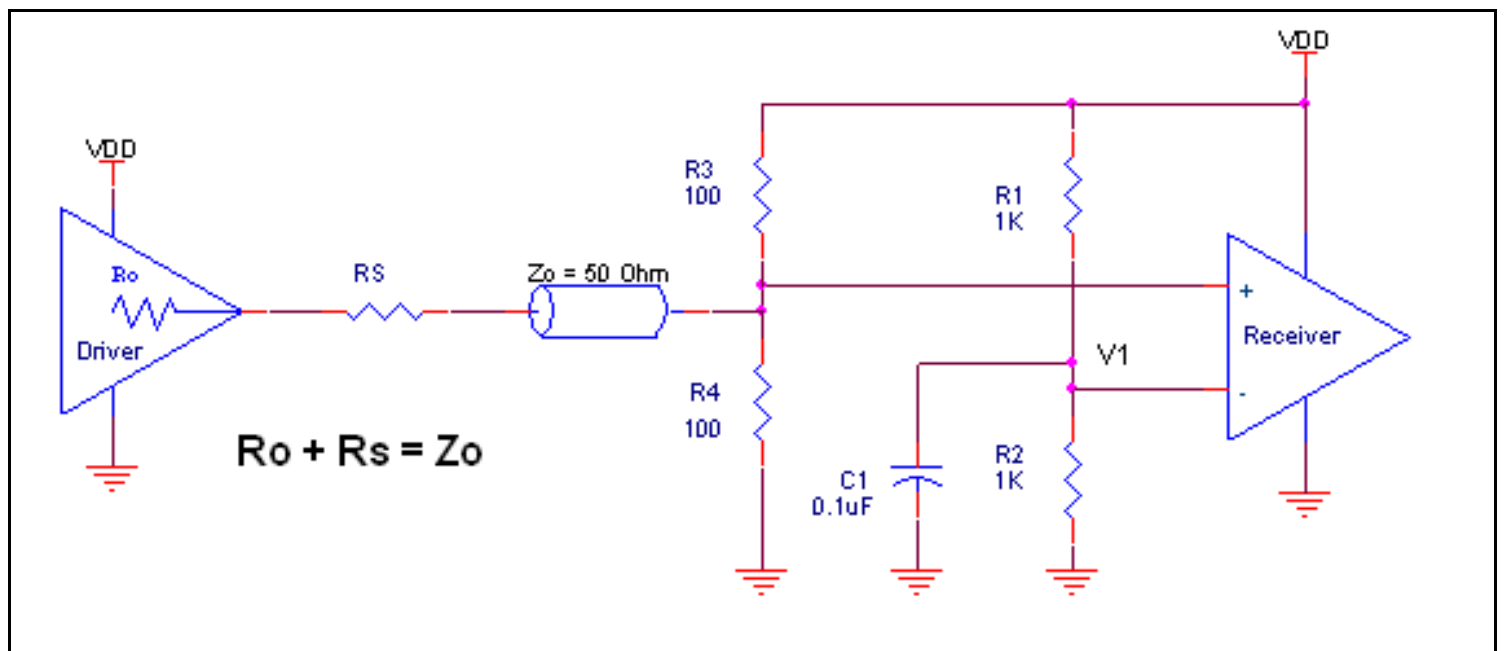 VDD
VDD
R3
100
R1
1K
Ro
RS
Zo = 50 Ohm
+
Receiver
Driver
V1
R4
100
-
Ro + Rs = Zo
R2
1K
C1
0.1uF